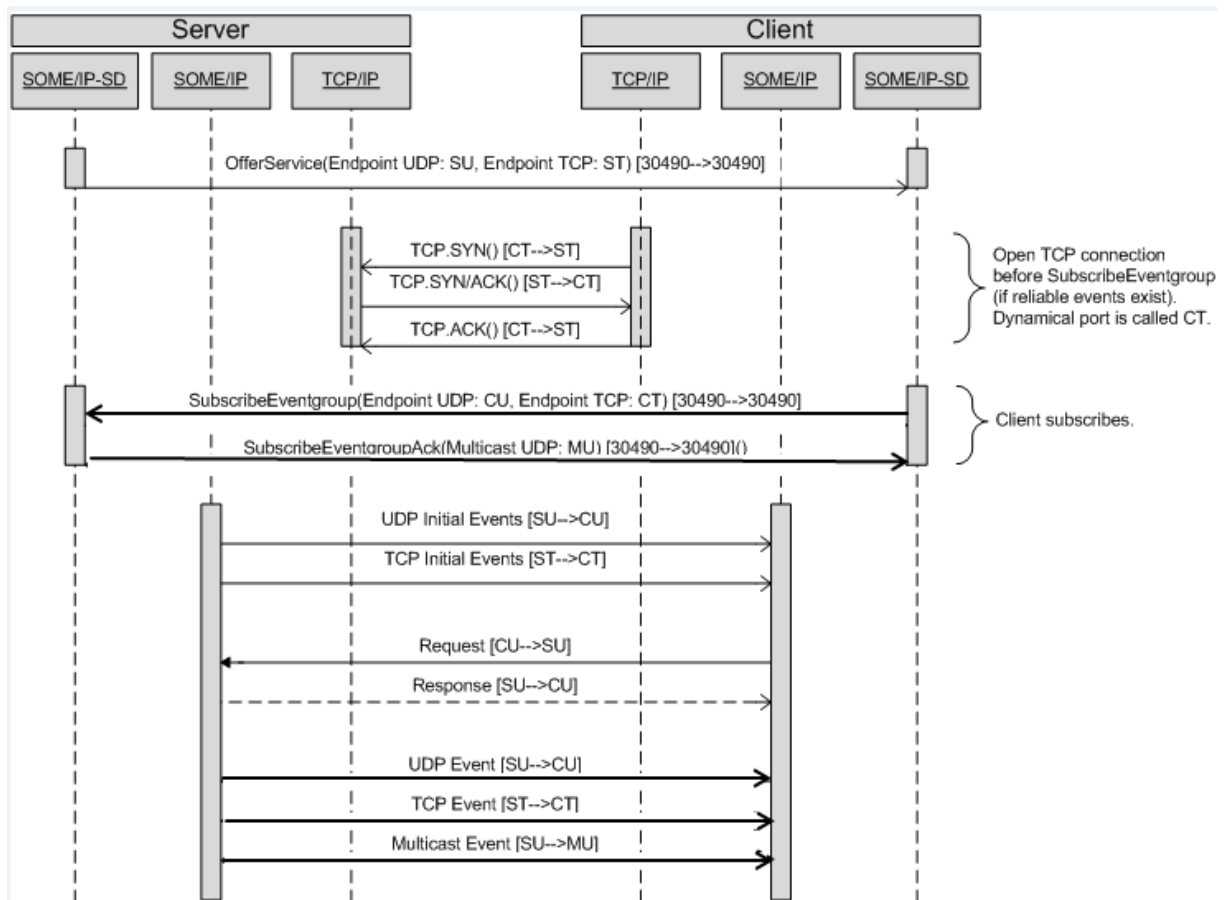 Server
Client
SOME/IP-SD
SOME/IP
TCP/IP
TCP/IP
SOME/IP
SOME/IP-SD
OfferService(Endpoint UDP: SU, Endpoint TCP: ST) [30490-->30490]
TCP.SYN() [CT-->ST]
TCP.SYN/ACK() [ST-->CT]
TCP.ACK() [CT-->ST]
Open TCP connection
before SubscribeEventgroup
(if reliable events exist).
Dynamical port is called CT.
SubscribeEventgroup(Endpoint UDP: CU, Endpoint TCP: CT) [30490-->30490]
SubscribeEventgroupAck(Multicast UDP: MU) [30490-->30490]()
Client subscribes.
UDP Initial Events [SU-->CU]
TCP Initial Events [ST-->CT]
Request [CU-->SU]
Response [SU-->CU]
UDP Event [SU-->CU]
TCP Event [ST-->CT]
Multicast Event [SU-->MU]